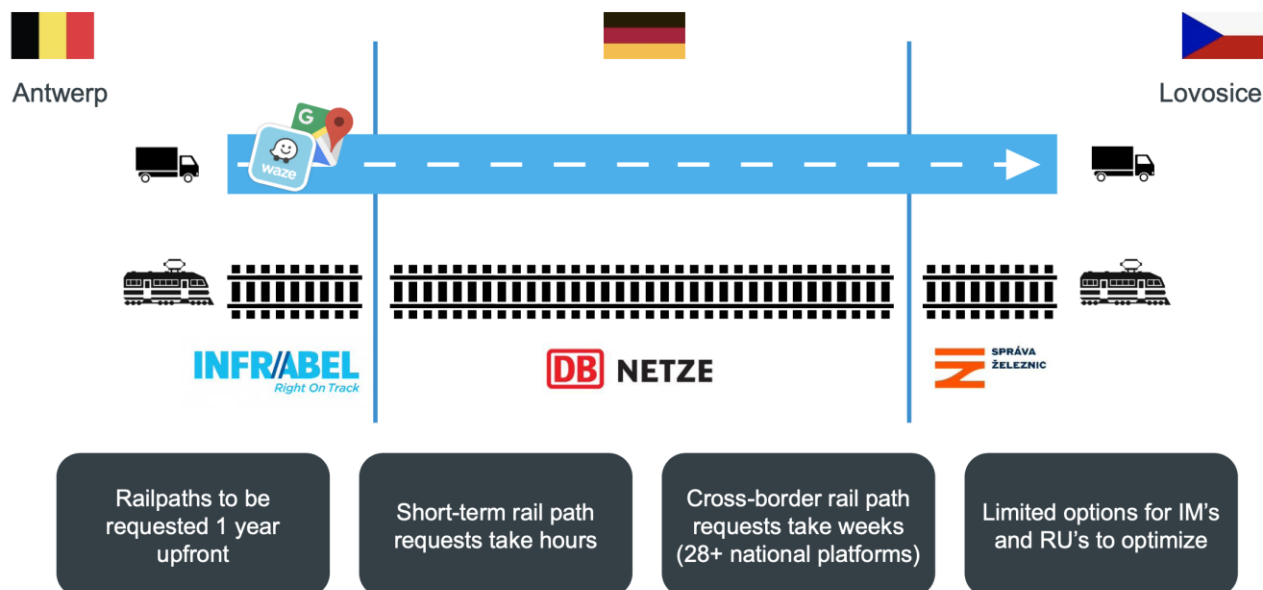 Antwerp
Lovosice
G
waze
INFRABEL
Right On Track
DB NETZE
SPRÁVA
ŽELEZNIC
Railpaths to be
requested 1 year
upfront
Short-term rail path
requests take hours
Cross-border rail path
requests take weeks
(28+ national platforms)
Limited options for IM's
and RU's to optimize